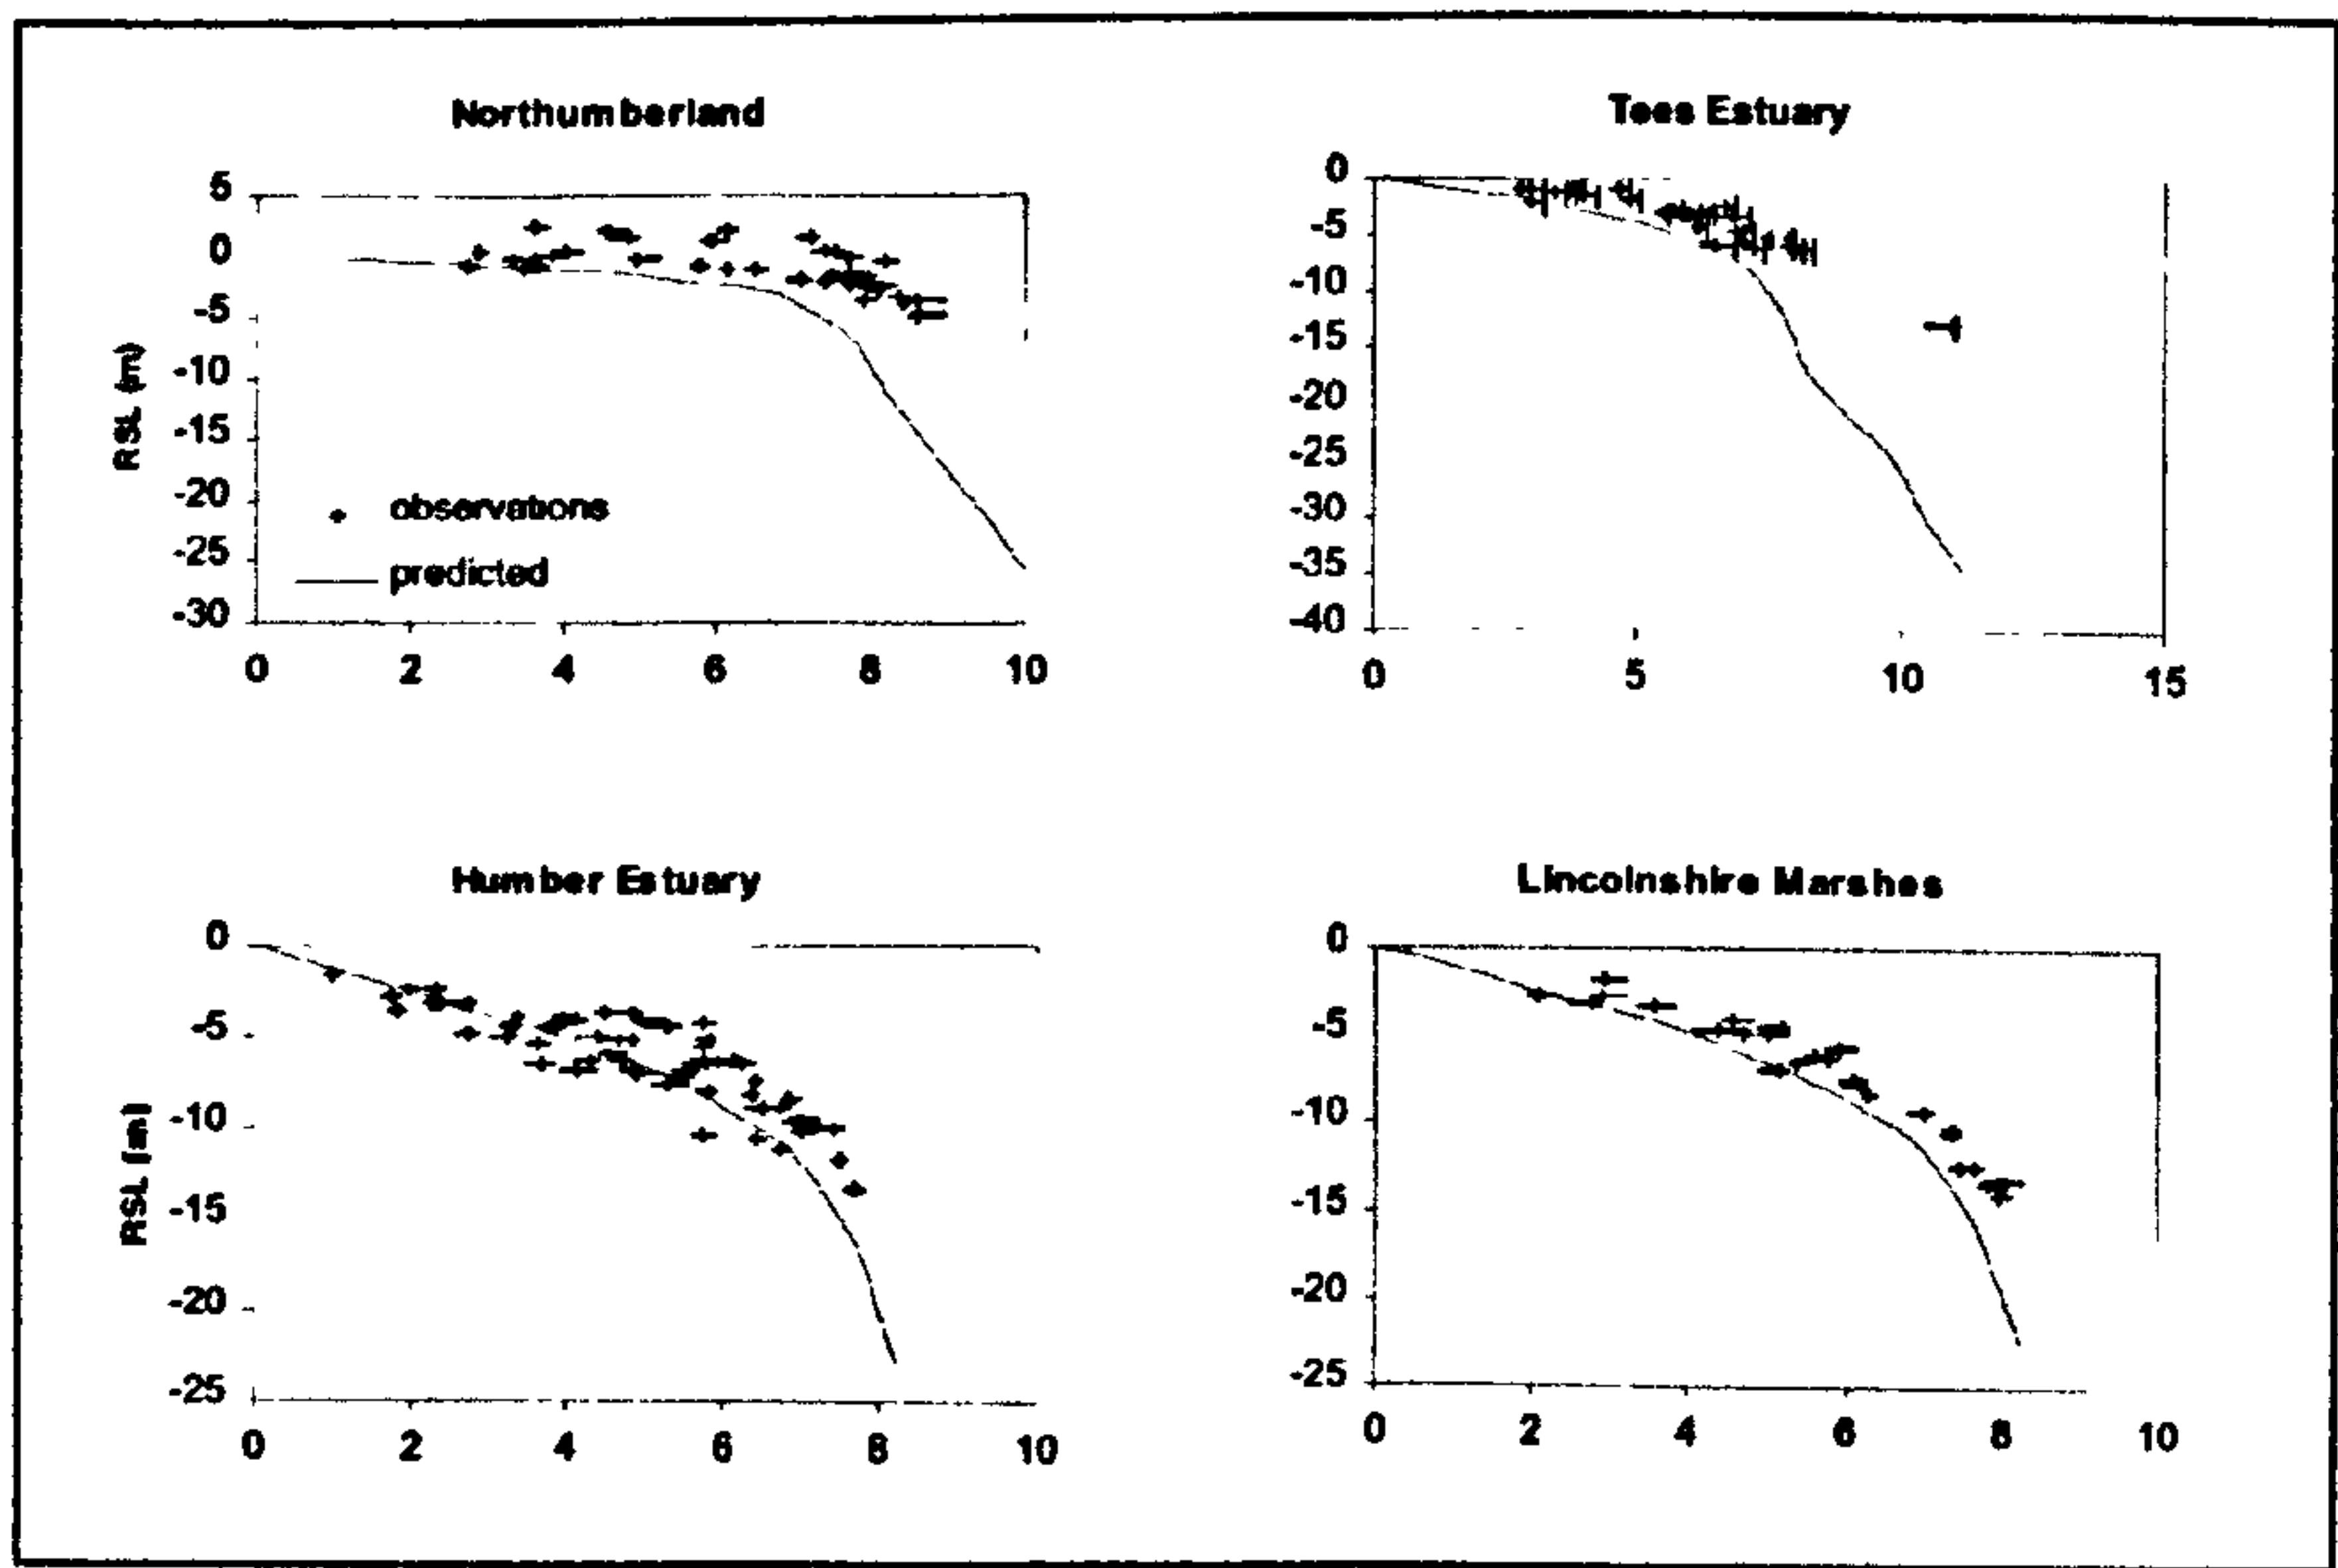 Northumberland
5
0
-5
-10
-15
-20
-25
-30
RSL (m)
observations
predicted
0 2 4 6 8 10
Tees Estuary
0
-5
-10
-15
-20
-25
-30
-35
-40
0 5 10 15
Humber Estuary
0
-5
-10
-15
-20
-25
RSL (m)
0 2 4 6 8 10
Lincolnshire Marshes
0
-5
-10
-15
-20
-25
0 2 4 6 8 10